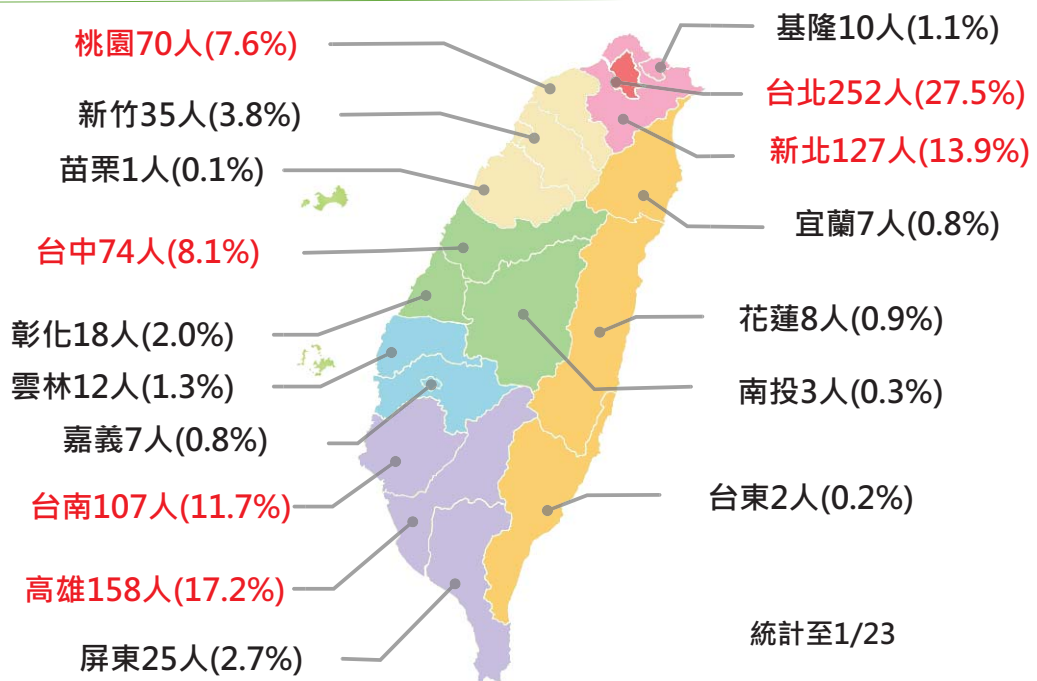 桃園70人(7.6%)
新竹35人(3.8%)
苗栗1人(0.1%)
台中74人(8.1%)
彰化18人(2.0%)
雲林12人(1.3%)
嘉義7人(0.8%)
台南107人(11.7%)
高雄158人(17.2%)
屏東25人(2.7%)
基隆10人(1.1%)
台北252人(27.5%)
新北127人(13.9%)
宜蘭7人(0.8%)
花蓮8人(0.9%)
南投3人(0.3%)
台東2人(0.2%)
統計至1/23